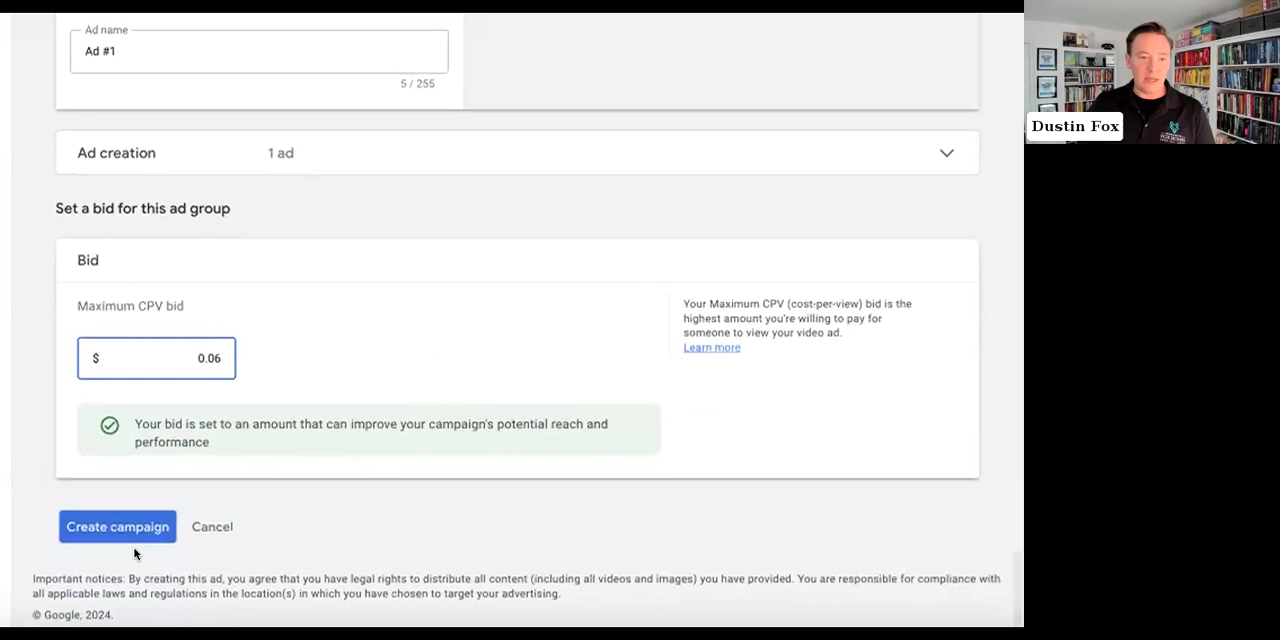 Ad name
Ad #1
5 / 255
Ad creation
1 ad
Set a bid for this ad group
Bid
Maximum CPV bid
$ 0.06
Your Maximum CPV (cost-per-view) bid is the
highest amount you're willing to pay for
someone to view your video ad.
Learn more
Your bid is set to an amount that can improve your campaign's potential reach and
performance
Create campaign
Cancel
Important notices: By creating this ad, you agree that you have legal rights to distribute all content (including all videos and images) you have provided. You are responsible for compliance with
all applicable laws and regulations in the location(s) in which you have chosen to target your advertising.
© Google, 2024.
Dustin Fox